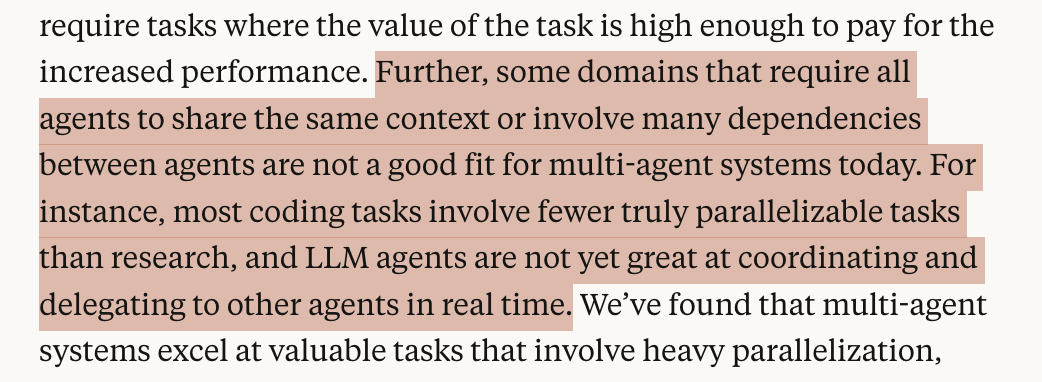 require tasks where the value of the task is high enough to pay for the
increased performance. Further, some domains that require all
agents to share the same context or involve many dependencies
between agents are not a good fit for multi-agent systems today. For
instance, most coding tasks involve fewer truly parallelizable tasks
than research, and LLM agents are not yet great at coordinating and
delegating to other agents in real time. We’ve found that multi-agent
systems excel at valuable tasks that involve heavy parallelization,